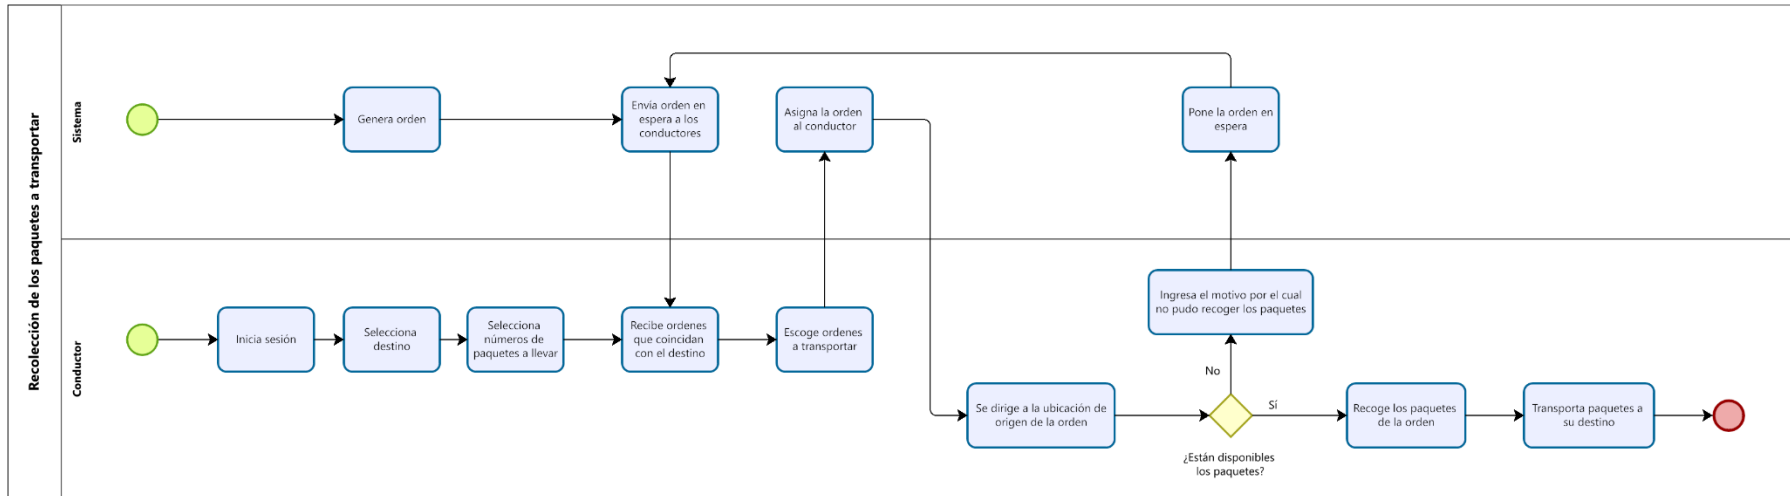 Recolección de los paquetes a transportar
Sistema
Genera orden
Envia orden en
espera a los
conductores
Asigna la orden
al conductor
Pone la orden en
espera
Conductor
Inicia sesión
Selecciona
destino
Selecciona
números de
paquetes a llevar
Recibe ordenes
que coincidan
con el destino
Escoge ordenes
a transportar
Ingresa el motivo por el cual
no pudo recoger los paquetes
No
Se dirige a la ubicación de
origen de la orden
Sí
¿Están disponibles
los paquetes?
Recoge los paquetes
de la orden
Transporta paquetes a
su destino